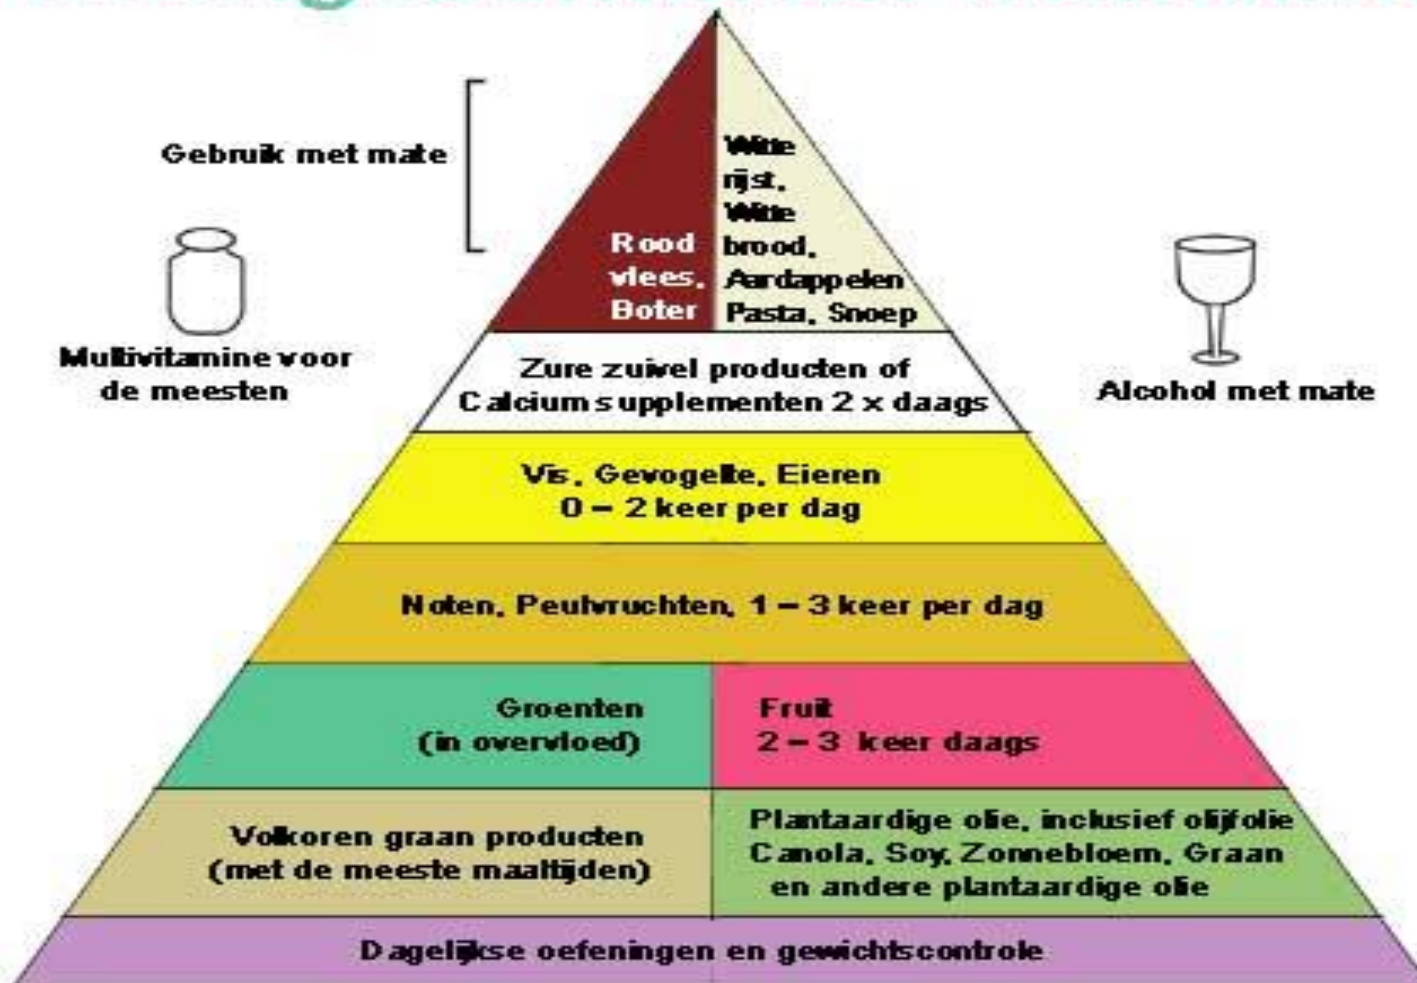 Gebruik met mate
Witte
rijst,
Witte
brood,
Aardappelen
Pasta, Snoep
Rood
vlees,
Boter
Multivitamine voor
de meesten
Alcohol met mate
Zure zuivel producten of
Calcium supplementen 2 x daags
Vis, Gevogelte, Eieren
0 – 2 keer per dag
Noten, Peulvruchten, 1 – 3 keer per dag
Groenten
(in overvloed)
Fruit
2 – 3 keer daags
Volkoren graan producten
(met de meeste maaltijden)
Plantaardige olie, inclusief olijfolie
Canola, Soy, Zonnebloem, Graan
en andere plantaardige olie
Dagelijkse oefeningen en gewichtscontrole